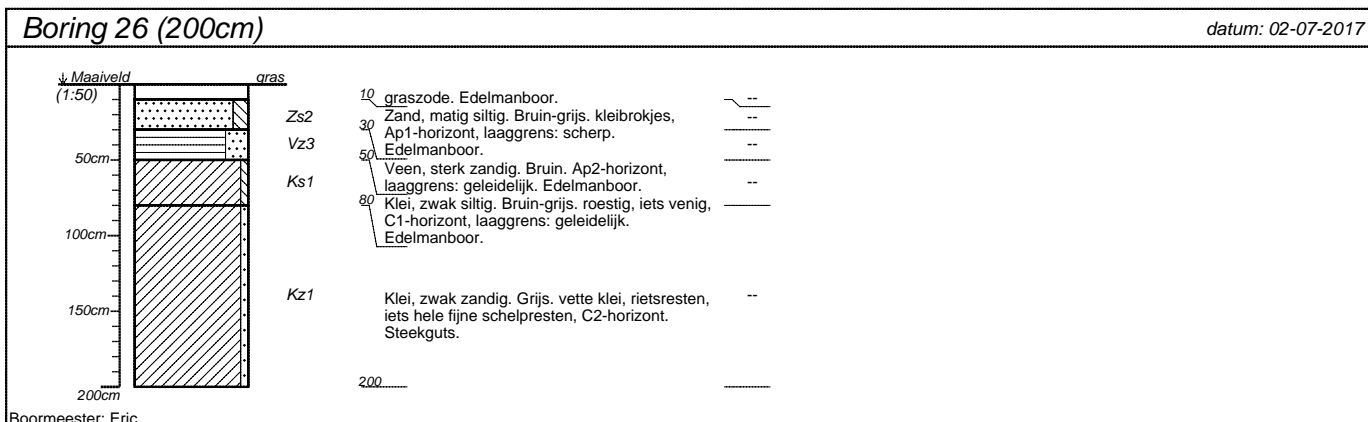 Boring 26 (200cm)
datum: 02-07-2017
Maaiveld
gras
(1:50)
50cm
100cm
150cm
200cm
Zs2
Vz3
Ks1
Kz1
10 graszode. Edelmanboor. --
Zand, matig siltig. Bruin-grijs. kleibrokjes, --
30 Ap1-horizont, laaggrens: scherp.
Edelmanboor. --
50 Veen, sterk zandig. Bruin. Ap2-horizont,
laaggrens: geleidelijk. Edelmanboor. --
80 Klei, zwak siltig. Bruin-grijs. roestig, iets venig,
C1-horizont, laaggrens: geleidelijk.
Edelmanboor.
Klei, zwak zandig. Grijs. vette klei, rietsresten, --
iets hele fijne schelpresten, C2-horizont.
Steekguts.
200
Boormeester: Eric